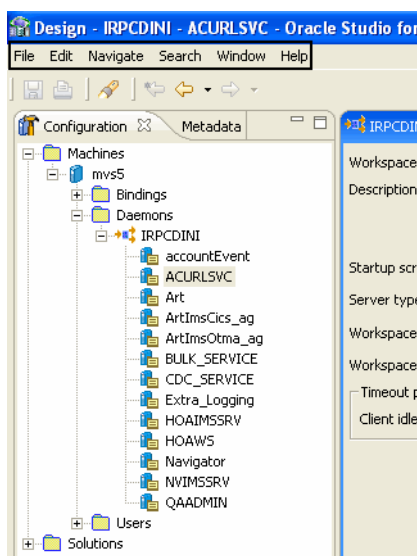 Design - IRPCDINI - ACURLSVC - Oracle Studio for
File Edit Navigate Search Window Help
Configuration Metadata
Machines
mvs5
Bindings
Daemons
IRPCDINI
accountEvent
ACURLSVC
Art
ArtImsCics_ag
ArtImsOtma_ag
BULK_SERVICE
CDC_SERVICE
Extra_Logging
HOAIMSSRV
HOAWS
Navigator
NVIMSSRV
QAADMIN
Users
Solutions
IRPCDI
Workspace
Description
Startup scr
Server type
Workspace
Workspace
Timeout p
Client idle